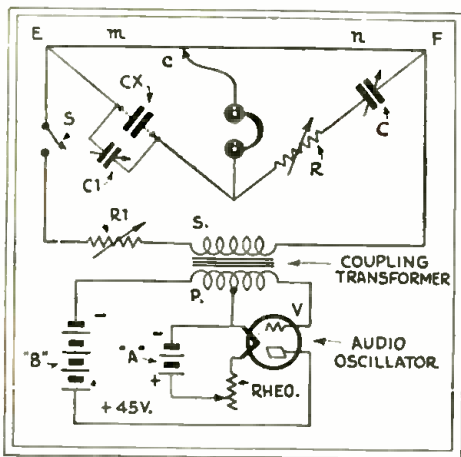 E m n F
c
CX
S
C
C1
R
R1
S.
COUPLING
TRANSFORMER
P.
V
"A"
"B"
AUDIO
OSCILLATOR
RHEO.
- 
-
+
+45V.